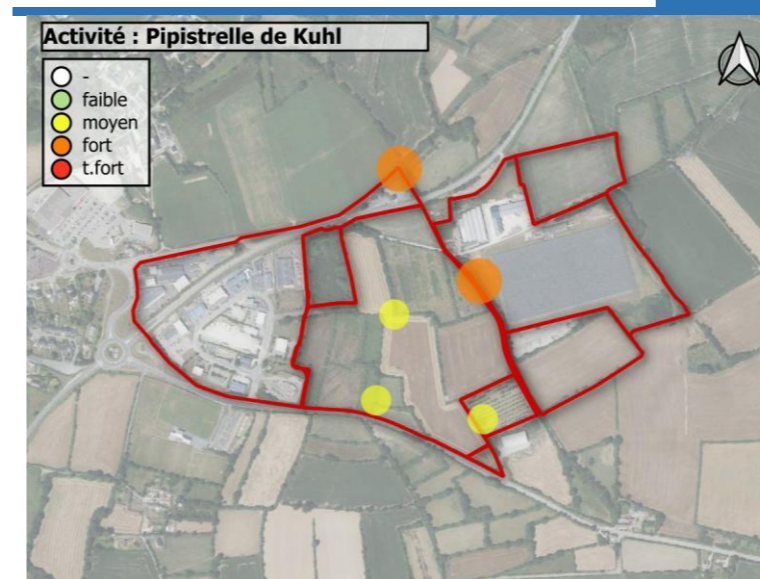 Activité : Pipistrelle de Kuhl
-
faible
moyen
fort
t.fort